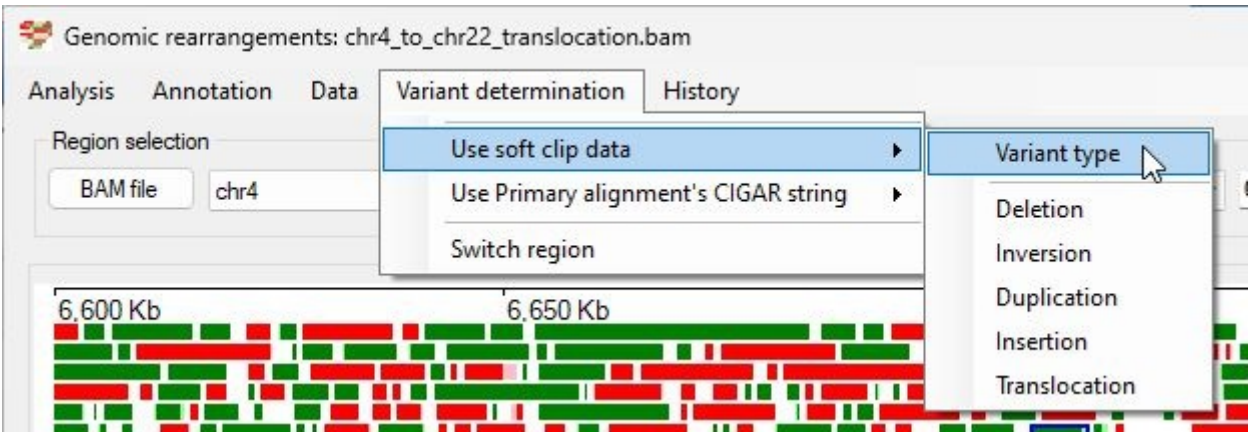 Genomic rearrangements: chr4_to_chr22_translocation.bam
Analysis Annotation Data Variant determination History
Region selection
BAM file chr4
Use soft clip data
Use Primary alignment's CIGAR string
Switch region
Variant type
Deletion
Inversion
Duplication
Insertion
Translocation
6,600 Kb 6,650 Kb